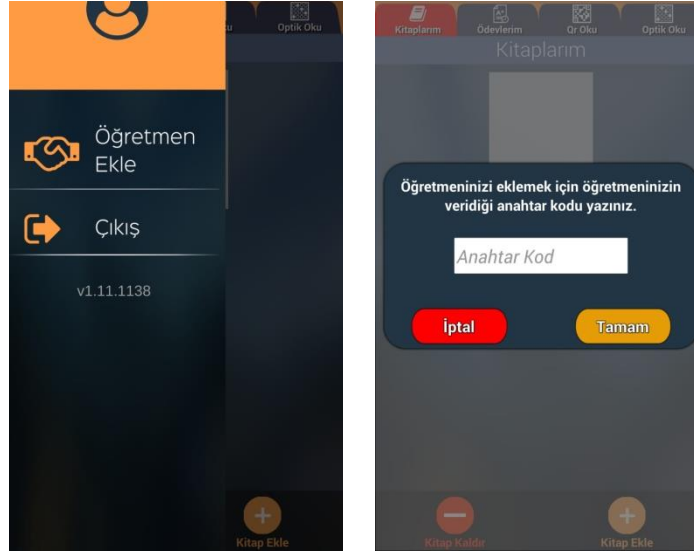 Optik Oku
Öğretmen
Ekle
Çıkış
v1.11.1138
Kitap Ekle
Kitaplarım Ödevlerim Qr Oku Optik Oku
Kitaplarım
Öğretmeninizi eklemek için öğretmeninizin
veridiği anahtar kodu yazınız.
Anahtar Kod
İptal Tamam
Kitap Kaldır Kitap Ekle